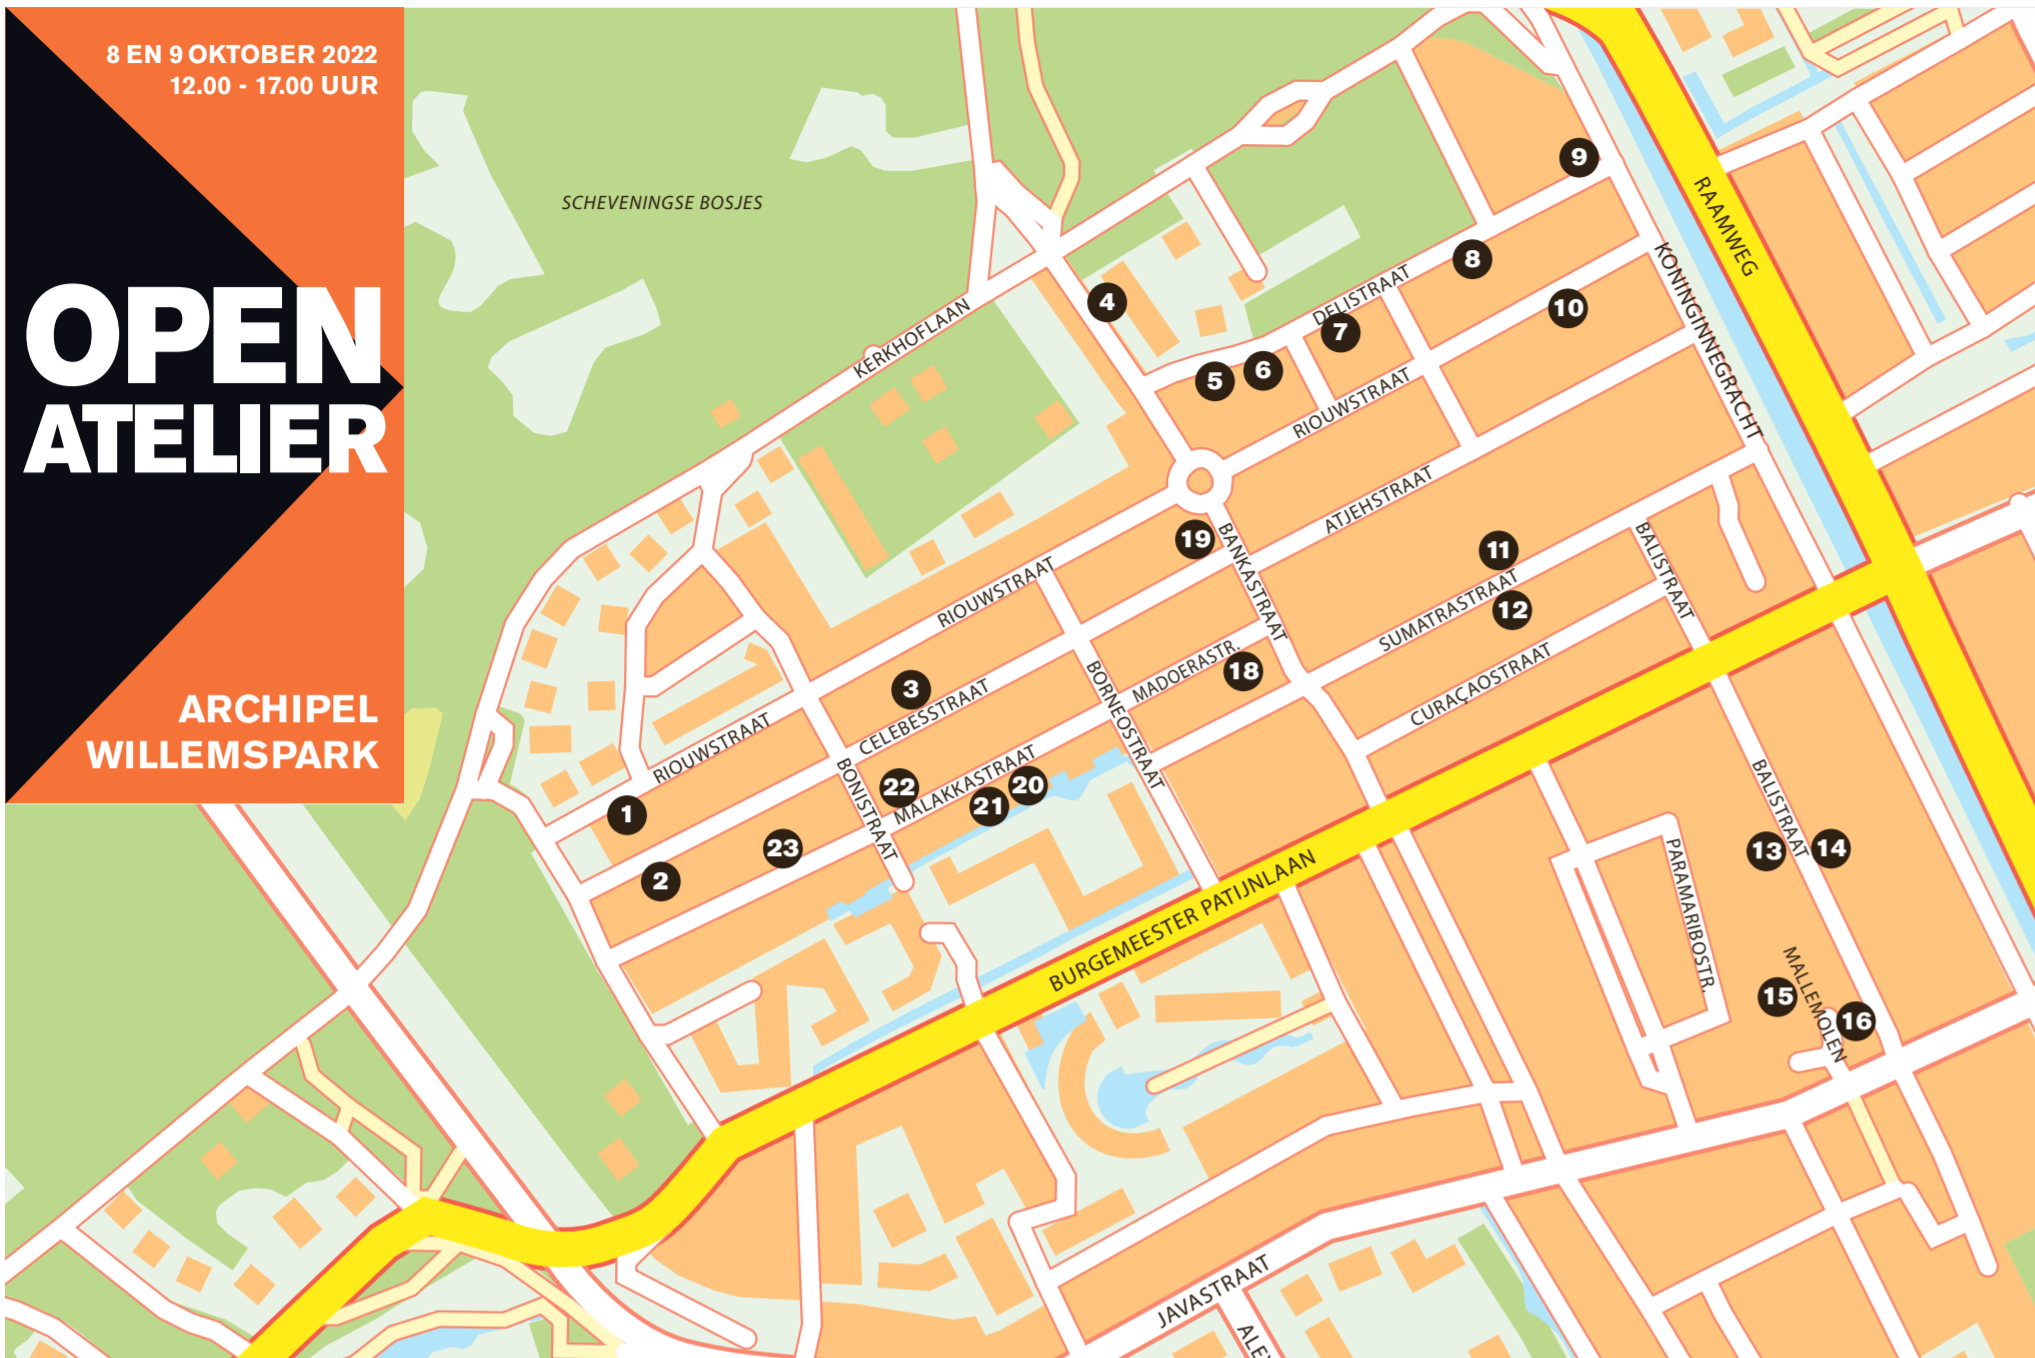 8 EN 9 OKTOBER 2022
12.00 - 17.00 UUR
OPEN
ATELIER
ARCHIPEL
WILLEMSPARK
SCHEVENINGSE BOSJES
KERKHOFLAAN
RAAMWEG
KONINGINNEGRACHT
DELISTRAAT
RIOUWSTRAAT
ATJEHSTRAAT
BANKASTRAAT
RIOUWSTRAAT
SUMATRASTRAAT
BALISTRAAT
CURAÇAOSTRAAT
MADOERASTR.
BORNEOSTRAAT
CELEBESSTRAAT
RIOUWSTRAAT
MALAKKASTRAAT
BONISTRAAT
BURGEMEESTER PATIJNLAAN
BALISTRAAT
PARAMARIBOSTR.
MALLEMOLEN
JAVASTRAAT
ALE
1
2
3
4
5
6
7
8
9
10
11
12
13
14
15
16
18
19
20
21
22
23